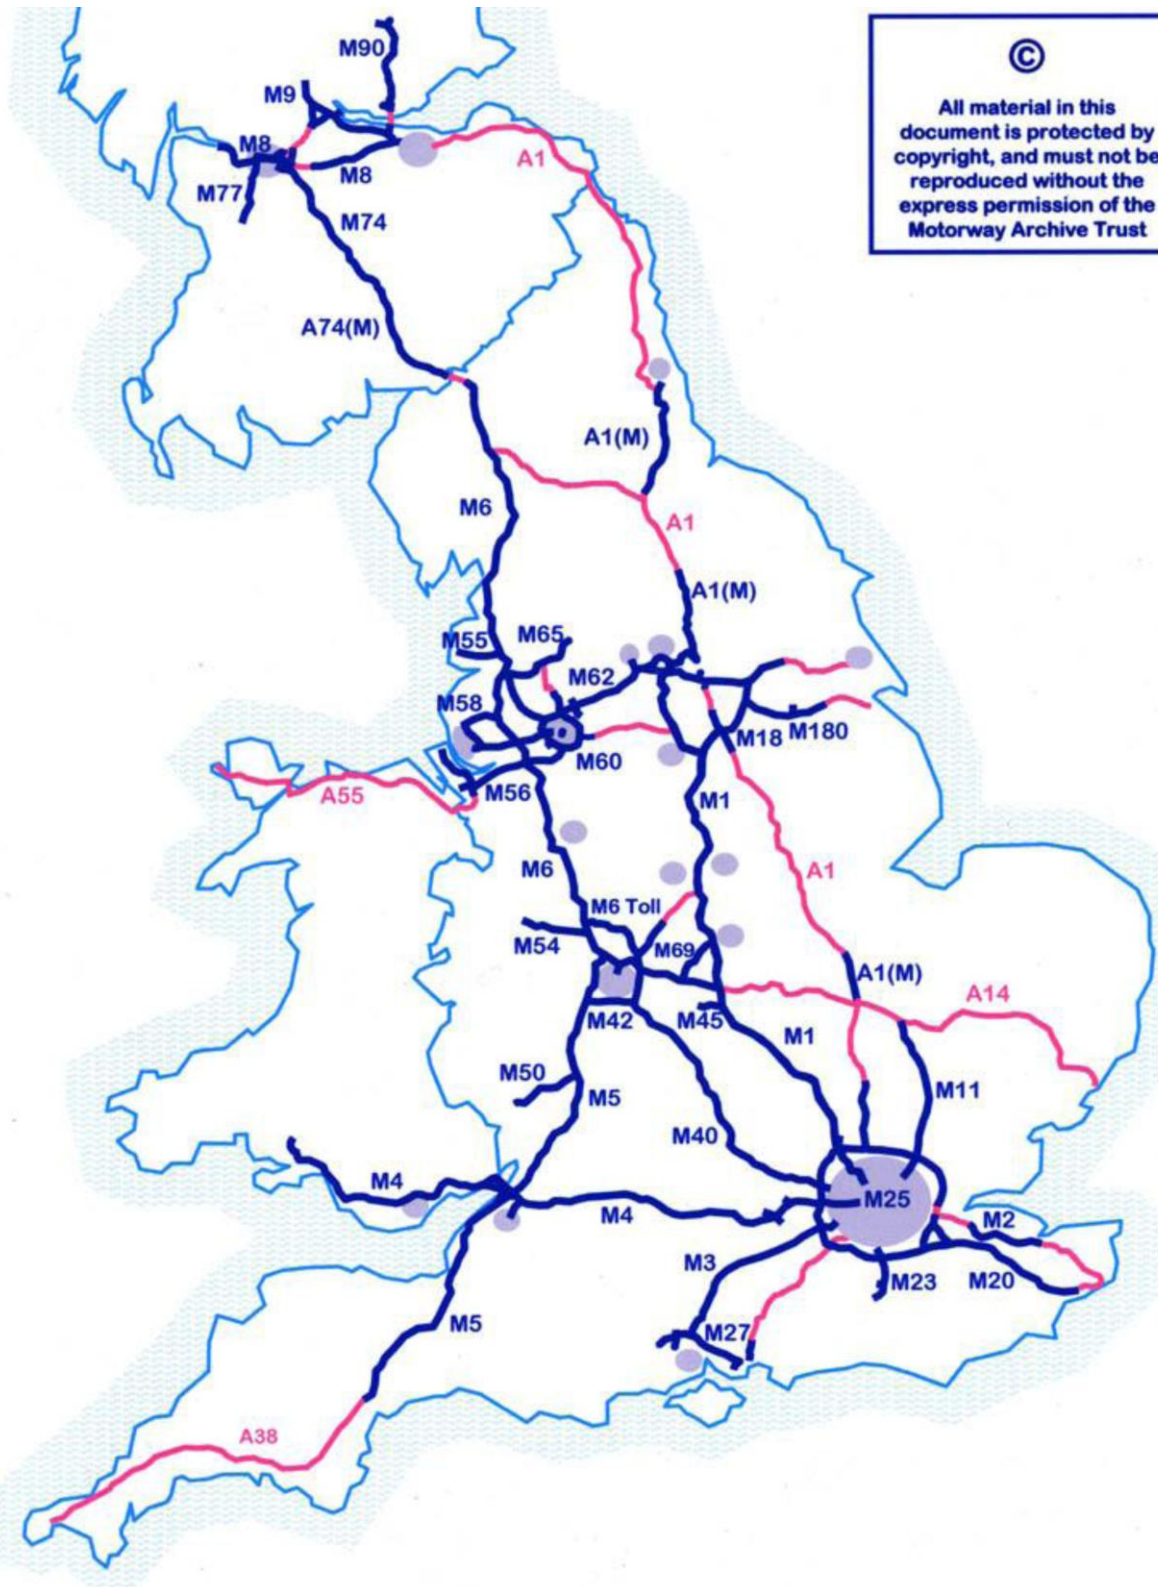 ©
All material in this
document is protected by
copyright, and must not be
reproduced without the
express permission of the
Motorway Archive Trust
M90
M9
M8
A1
M8
M77
M74
A74(M)
A1(M)
M6
A1
A1(M)
M55
M65
M62
M58
M18
M180
M60
A55
M56
M1
M6
A1
M6 Toll
M54
M69
A1(M)
A14
M42
M45
M1
M50
M5
M11
M40
M4
M25
M4
M2
M3
M23
M20
M5
M27
A38